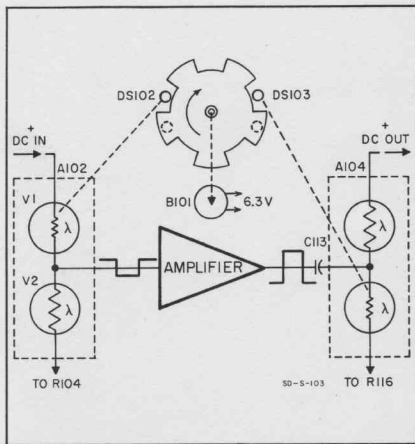 DS102
DS103
+
DC IN
A102
+
DC OUT
A104
V1
λ
B101
6.3V
λ
V2
λ
AMPLIFIER
C113
λ
TO R104
SD-S-103
TO R116